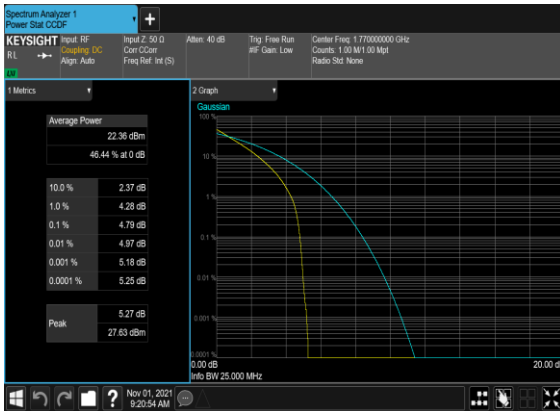 Spectrum Analyzer 1
Power Stat CCDF
+
KEYSIGHT
RL
LXI
Input: RF
Coupling: DC
Align: Auto
Input Z: 50 Ω
Corr CCorr
Freq Ref: Int (S)
Atten: 40 dB
Trig: Free Run
#IF Gain: Low
Center Freq: 1.770000000 GHz
Counts: 1.00 M/1.00 Mpt
Radio Std: None
1 Metrics
Average Power
22.36 dBm
46.44 % at 0 dB
10.0 % 2.37 dB
1.0 % 4.28 dB
0.1 % 4.79 dB
0.01 % 4.97 dB
0.001 % 5.18 dB
0.0001 % 5.25 dB
Peak
5.27 dB
27.63 dBm
2 Graph
Gaussian
100 %
10 %
1 %
0.1 %
0.01 %
0.001 %
0.0001 %
0.00 dB
20.00 d
Info BW 25.000 MHz
?
Nov 01, 2021
9:20:54 AM